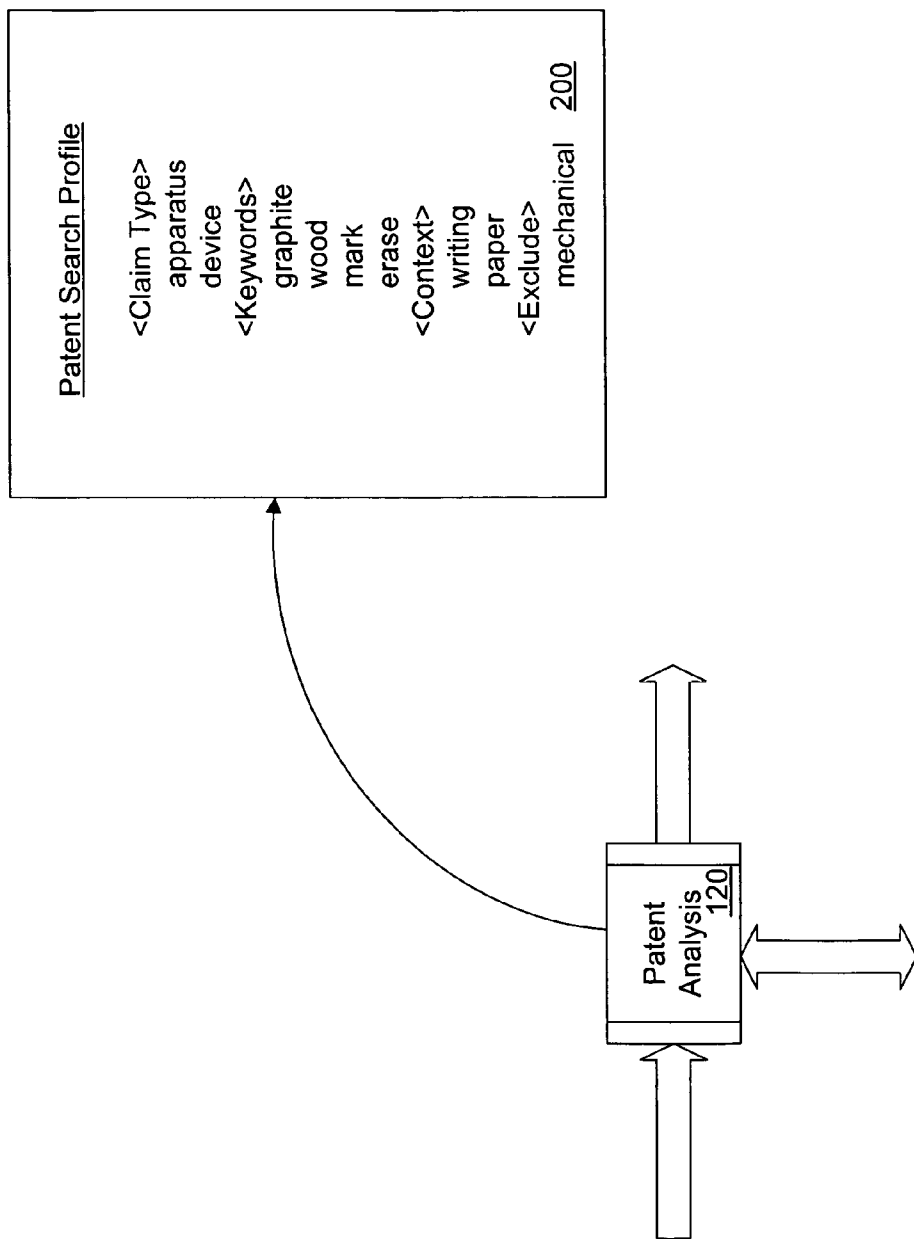 Patent Search Profile
<Claim Type>
apparatus
device
<Keywords>
graphite
wood
mark
erase
<Context>
writing
paper
<Exclude>
mechanical
200
Patent
Analysis
120